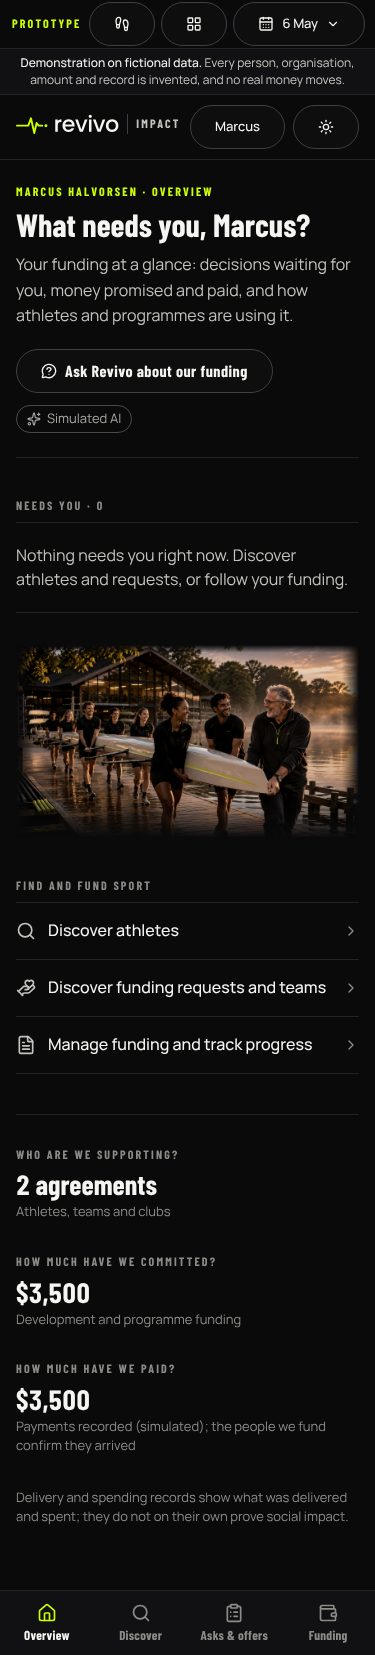 PROTOTYPE
6 May
Demonstration on fictional data. Every person, organisation,
amount and record is invented, and no real money moves.
revivo
IMPACT
Marcus
MARCUS HALVORSEN · OVERVIEW
What needs you, Marcus?
Your funding at a glance: decisions waiting for
you, money promised and paid, and how
athletes and programmes are using it.
Ask Revivo about our funding
Simulated AI
NEEDS YOU · 0
Nothing needs you right now. Discover
athletes and requests, or follow your funding.
FIND AND FUND SPORT
Discover athletes
Discover funding requests and teams
Manage funding and track progress
WHO ARE WE SUPPORTING?
2 agreements
Athletes, teams and clubs
HOW MUCH HAVE WE COMMITTED?
$3,500
Development and programme funding
HOW MUCH HAVE WE PAID?
$3,500
Payments recorded (simulated); the people we fund
confirm they arrived
Delivery and spending records show what was delivered
and spent; they do not on their own prove social impact.
Overview
Discover
Asks & offers
Funding